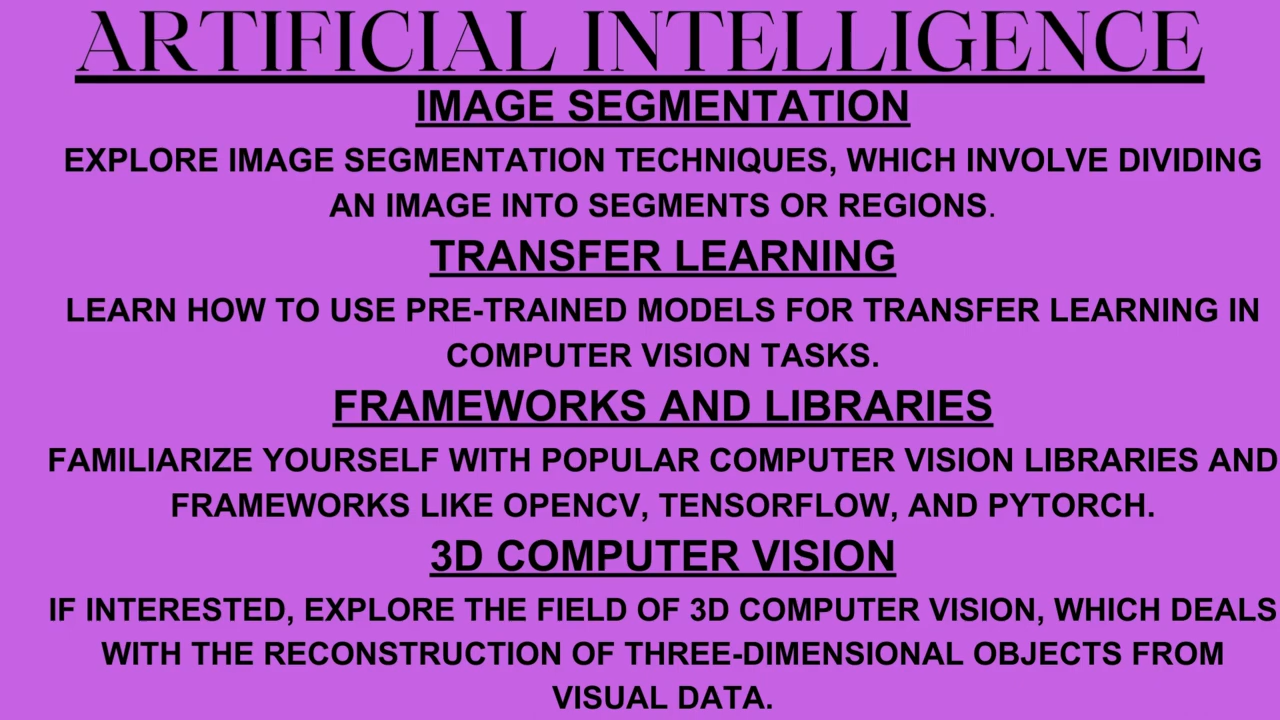 ARTIFICIAL INTELLIGENCE
IMAGE SEGMENTATION
EXPLORE IMAGE SEGMENTATION TECHNIQUES, WHICH INVOLVE DIVIDING
AN IMAGE INTO SEGMENTS OR REGIONS.
TRANSFER LEARNING
LEARN HOW TO USE PRE-TRAINED MODELS FOR TRANSFER LEARNING IN
COMPUTER VISION TASKS.
FRAMEWORKS AND LIBRARIES
FAMILIARIZE YOURSELF WITH POPULAR COMPUTER VISION LIBRARIES AND
FRAMEWORKS LIKE OPENCV, TENSORFLOW, AND PYTORCH.
3D COMPUTER VISION
IF INTERESTED, EXPLORE THE FIELD OF 3D COMPUTER VISION, WHICH DEALS
WITH THE RECONSTRUCTION OF THREE-DIMENSIONAL OBJECTS FROM
VISUAL DATA.